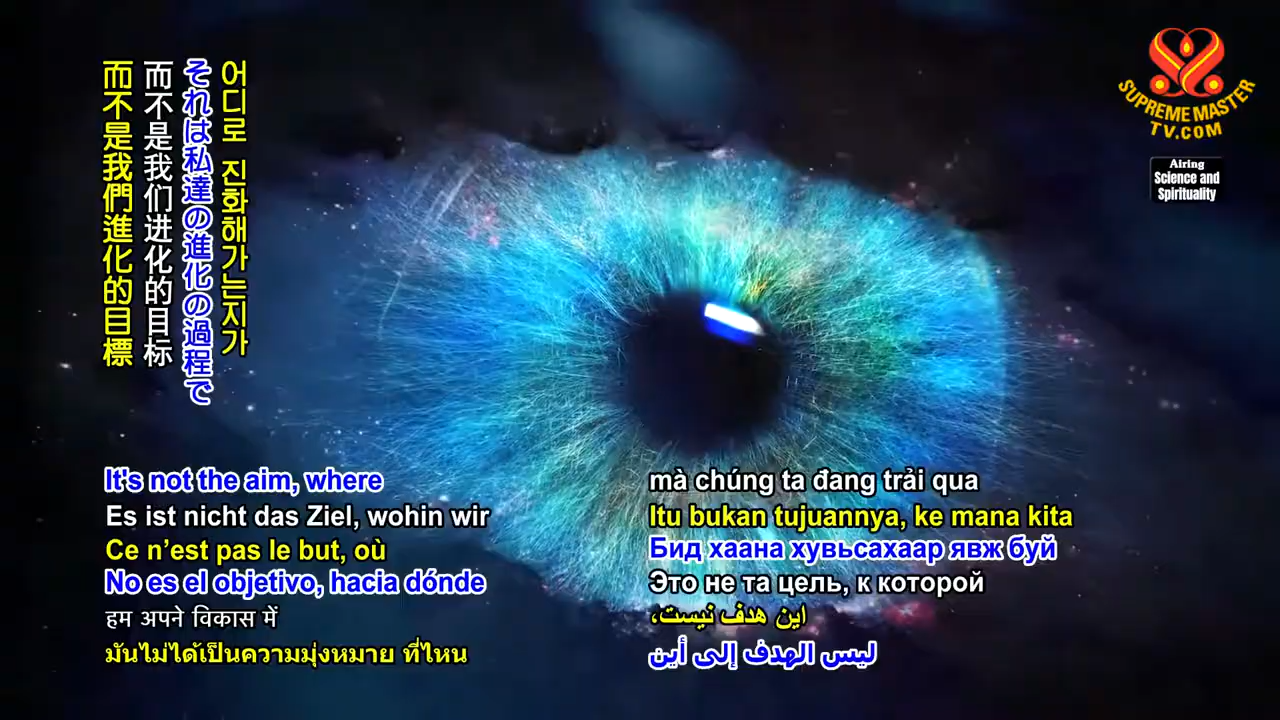 어디로 진화해가는지가
それは私達の進化の過程で
而不是我们进化的目标
而不是我們進化的目標
SUPREME MASTER
TV.COM
Airing
Science and
Spirituality
It's not the aim, where
Es ist nicht das Ziel, wohin wir
Ce n’est pas le but, où
No es el objetivo, hacia dónde
हम अपने विकास में
มันไม่ได้เป็นความมุ่งหมาย ที่ไหน
mà chúng ta đang trải qua
Itu bukan tujuannya, ke mana kita
Бид хаана хувьсахаар явж буй
Это не та цель, к которой
این هدف نیست،
ليس الهدف إلى أين